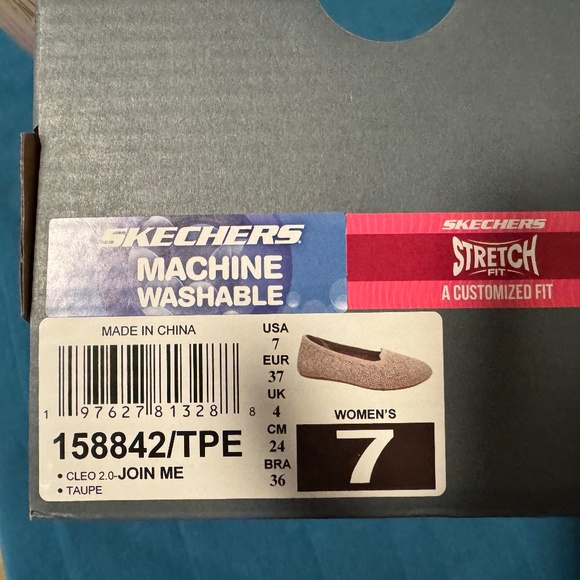 SKECHERS
MACHINE
WASHABLE
SKECHERS
STRETCH
FIT
A CUSTOMIZED FIT
MADE IN CHINA
1 97627 81328 8
158842/TPE
• CLEO 2.0-JOIN ME
• TAUPE
USA
7
EUR
37
UK
4
CM
24
BRA
36
WOMEN'S
7